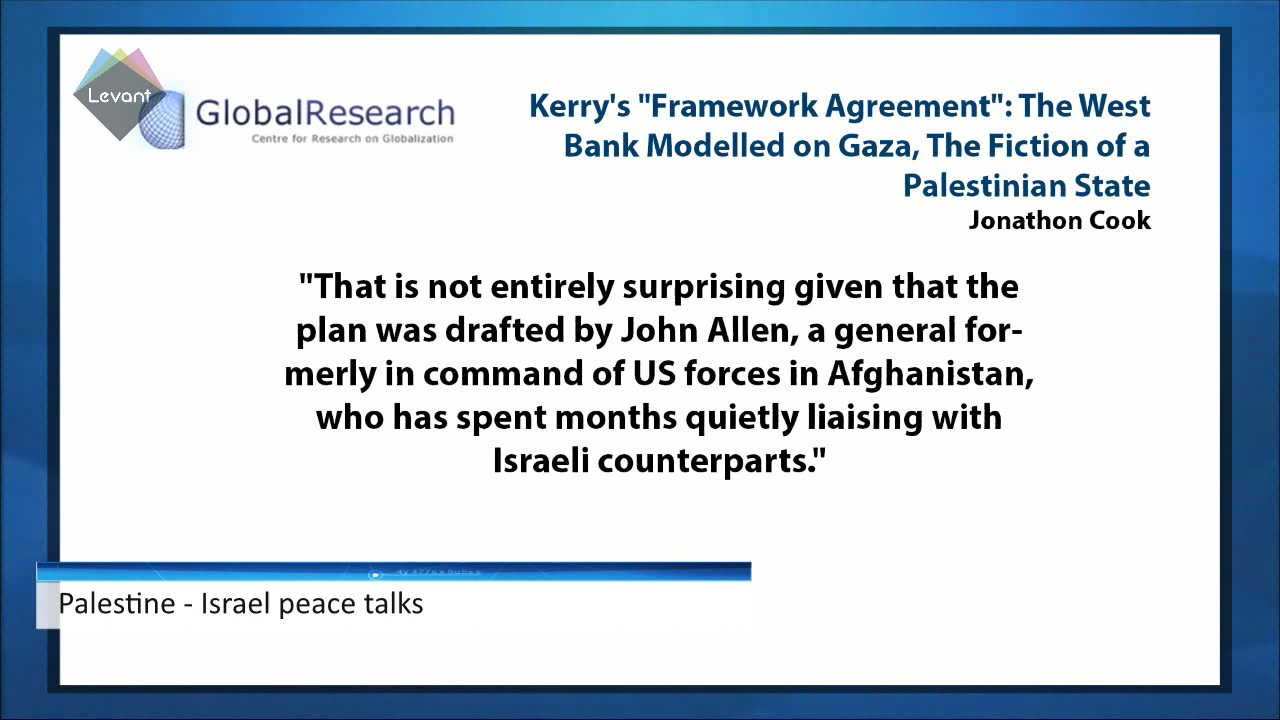 Levant
GlobalResearch
Centre for Research on Globalization
Kerry's "Framework Agreement": The West
Bank Modelled on Gaza, The Fiction of a
Palestinian State
Jonathon Cook
"That is not entirely surprising given that the
plan was drafted by John Allen, a general for-
merly in command of US forces in Afghanistan,
who has spent months quietly liaising with
Israeli counterparts."
Palestine - Israel peace talks